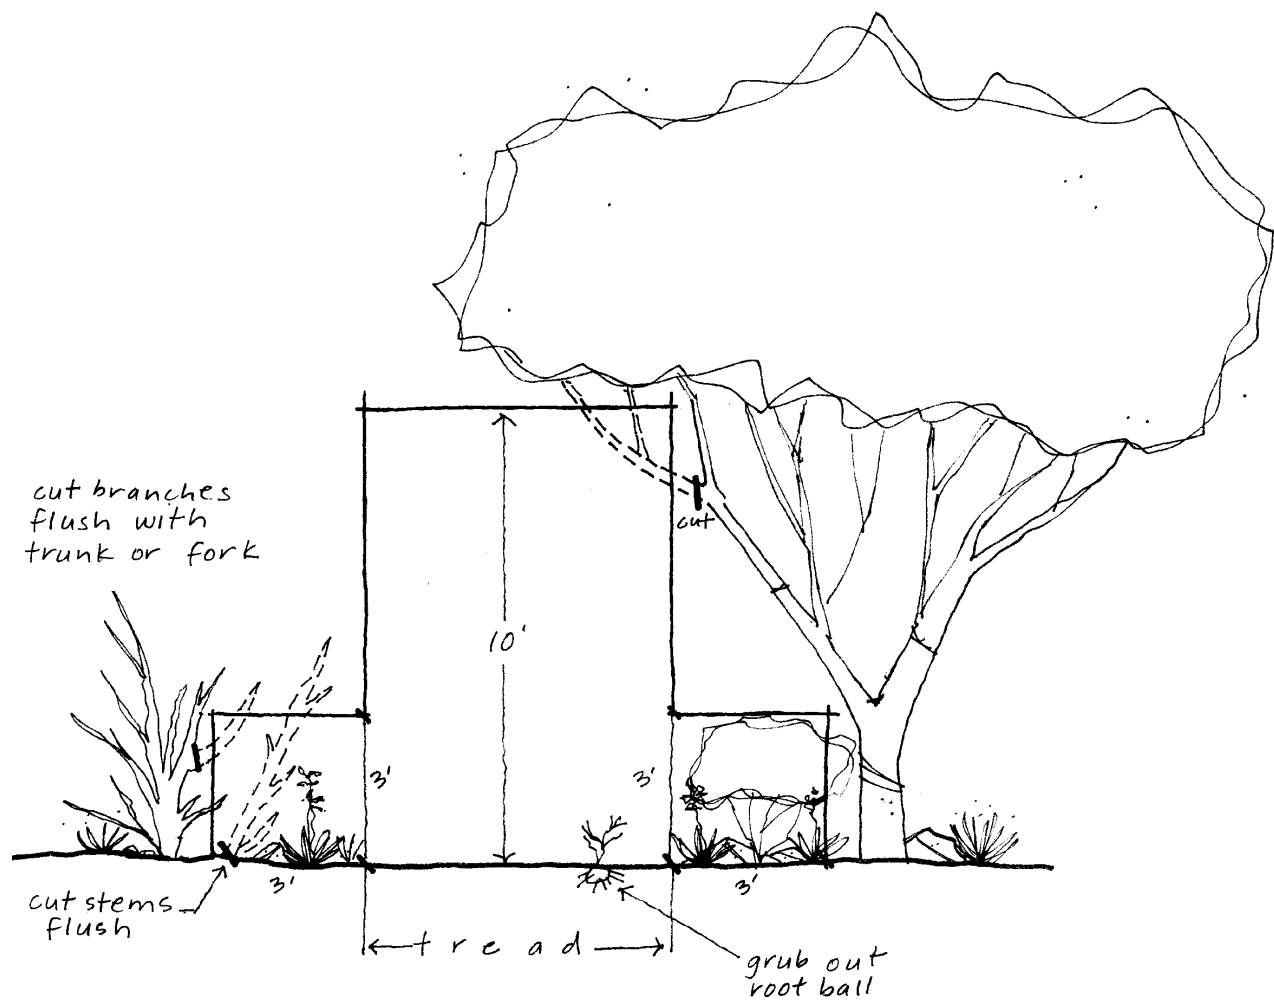 cut branches
flush with
trunk or fork
cut
10'
3'
3'
3'
3'
cut stems
flush
tread
grub out
root ball